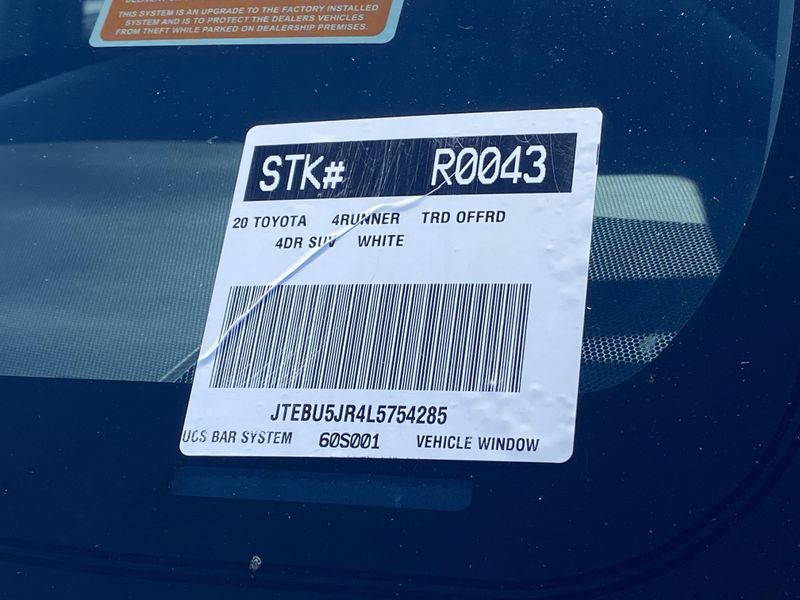 THIS SYSTEM IS AN UPGRADE TO THE FACTORY INSTALLED
SYSTEM AND IS TO PROTECT THE DEALERS VEHICLES
FROM THEFT WHILE PARKED ON DEALERSHIP PREMISES.
STK# R0043
20 TOYOTA 4RUNNER TRD OFFRD
4DR SUV WHITE
JTEBU5JR4L5754285
UCS BAR SYSTEM 60S001 VEHICLE WINDOW